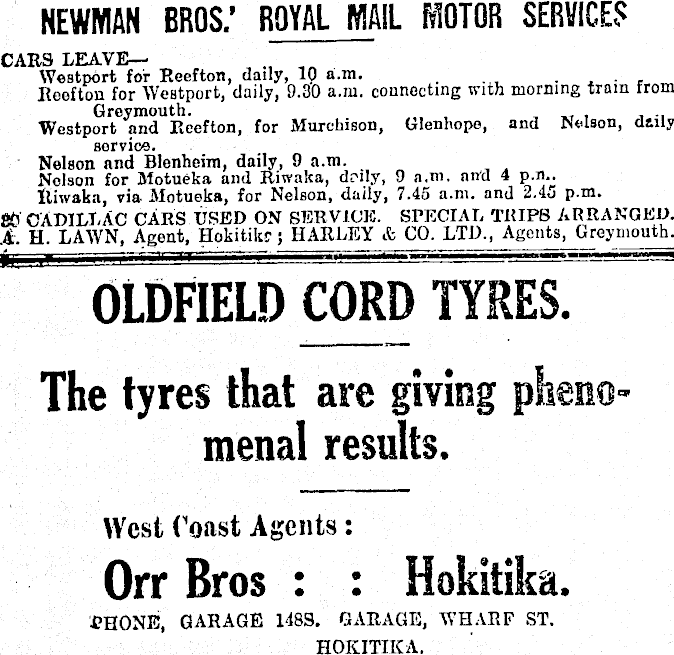 NEWMAN BROS.' ROYAL MAIL MOTOR SERVICES
CARS LEAVE—
Westport for Reefton, daily, 10 a.m.
Reefton for Westport, daily, 9.30 a.m. connecting with morning train from
Greymouth.
Westport and Reefton, for Murchison, Glenhope, and Nelson, daily
service.
Nelson and Blenheim, daily, 9 a.m.
Nelson for Motueka and Riwaka, daily, 9 a.m. and 4 p.n..
Riwaka, via Motueka, for Nelson, daily, 7.45 a.m. and 2.45 p.m.
20 CADILLAC CARS USED ON SERVICE. SPECIAL TRIPS ARRANGED.
A. H. LAWN, Agent, Hokitika; HARLEY & CO. LTD., Agents, Greymouth.
OLDFIELD CORD TYRES.
The tyres that are giving pheno-
menal results.
West Coast Agents :
Orr Bros : : Hokitika.
PHONE, GARAGE 148S. GARAGE, WHARF ST.
HOKITIKA.